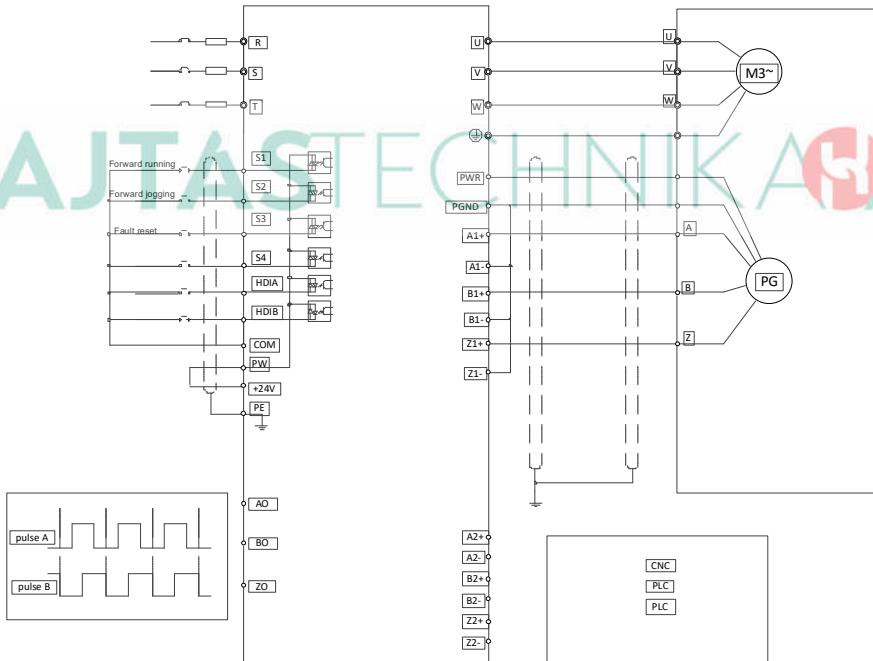 R
S
T
U
V
W
U
V
W
M3~
AJTASTECHNIKA
Forward running
Forward jogging
Fault reset
S1
S2
S3
S4
HDIA
HDIB
COM
PW
+24V
PE
PWR
PGND
A1+
A1-
B1+
B1-
Z1+
Z1-
A
B
Z
PG
pulse A
pulse B
AO
BO
ZO
A2+
A2-
B2+
B2-
Z2+
Z2-
CNC
PLC
PLC